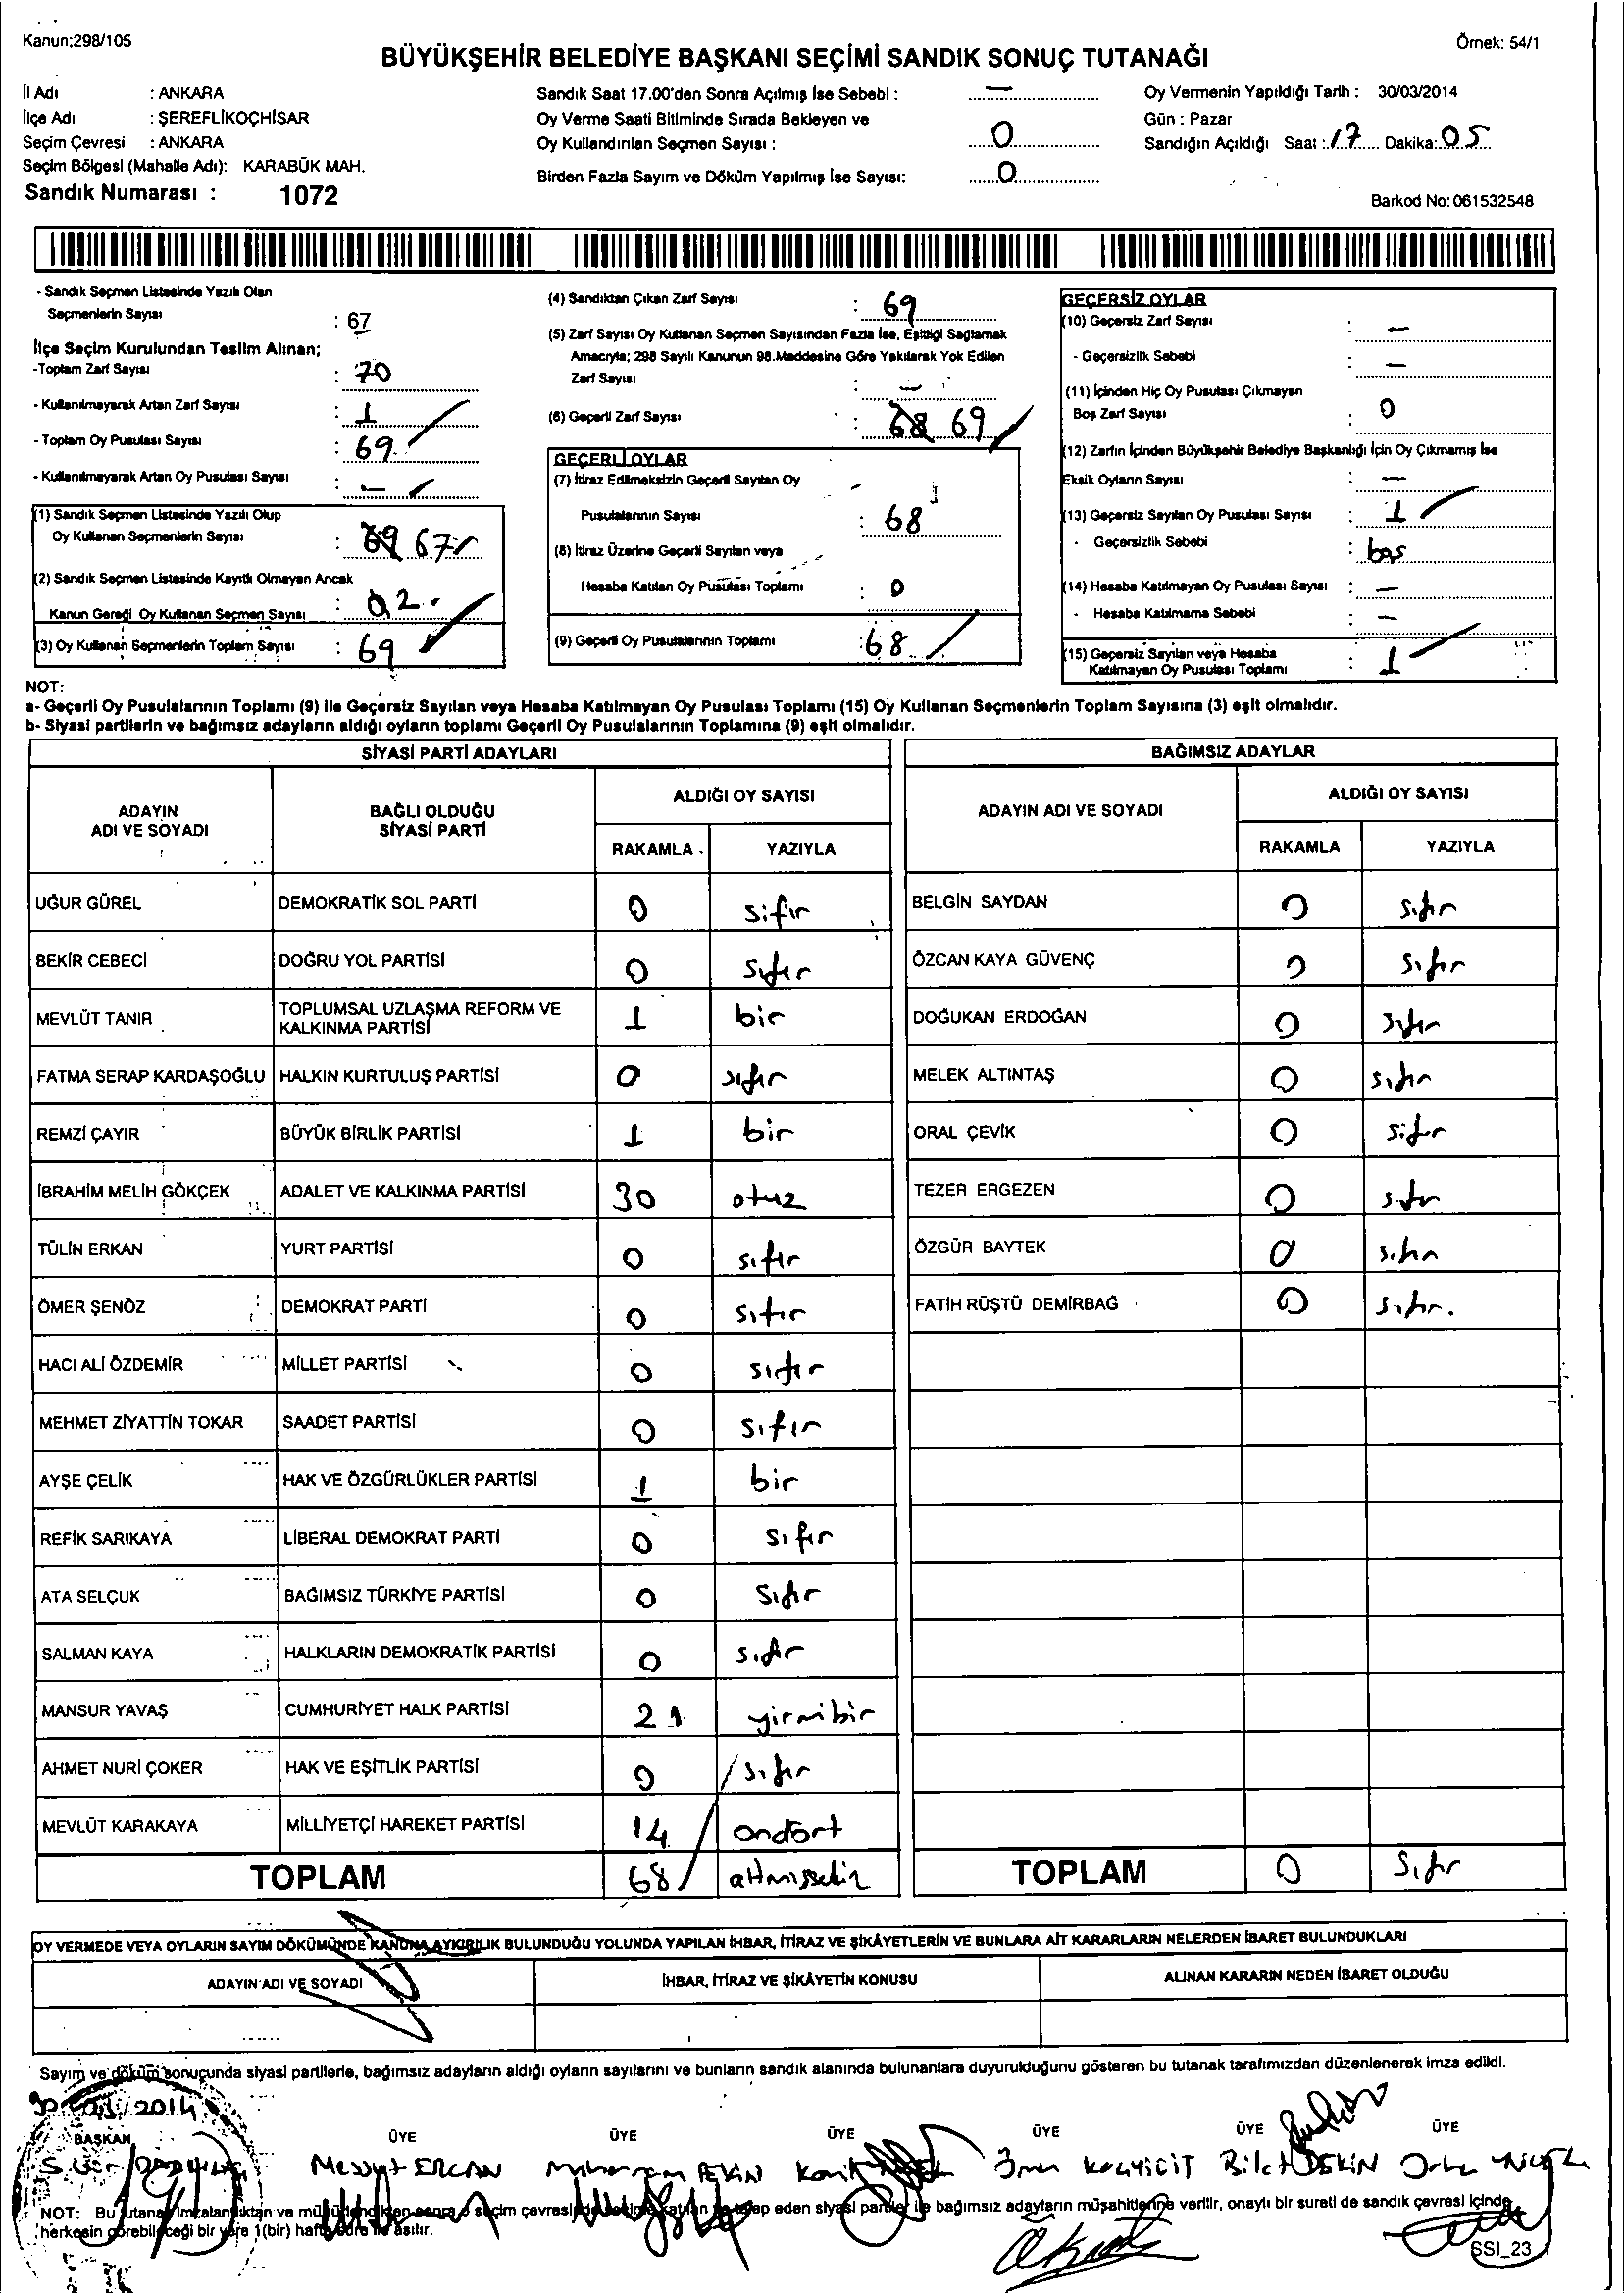 Kanun;298/105
Örnek: 54/1
BÜYÜKŞEHİR BELEDİYE BAŞKANI SEÇİMİ SANDIK SONUÇ TUTANAĞI
İl Adı : ANKARA
İlçe Adı : ŞEREFLİKOÇHİSAR
Seçim Çevresi : ANKARA
Seçim Bölgesi (Mahalle Adı): KARABÜK MAH.
Sandık Numarası : 1072
Sandık Saat 17.00'den Sonra Açılmış İse Sebebi : —
Oy Verme Saati Bitiminde Sırada Bekleyen ve
Oy Kullandırılan Seçmen Sayısı : 0
Birden Fazla Sayım ve Döküm Yapılmış İse Sayısı: 0
Oy Vermenin Yapıldığı Tarih : 30/03/2014
Gün : Pazar
Sandığın Açıldığı Saat : 17 Dakika: 05
Barkod No: 061532548
- Sandık Seçmen Listesinde Yazılı Olan
Seçmenlerin Sayısı : 67
İlçe Seçim Kurulundan Teslim Alınan;
-Toplam Zarf Sayısı : 70
- Kullanılmayarak Artan Zarf Sayısı : 1
- Toplam Oy Pusulası Sayısı : 69
- Kullanılmayarak Artan Oy Pusulası Sayısı : —
(1) Sandık Seçmen Listesinde Yazılı Olup
Oy Kullanan Seçmenlerin Sayısı : 69 67
(2) Sandık Seçmen Listesinde Kayıtlı Olmayan Ancak
Kanun Gereği Oy Kullanan Seçmen Sayısı : 02
(3) Oy Kullanan Seçmenlerin Toplam Sayısı : 69
(4) Sandıktan Çıkan Zarf Sayısı : 69
(5) Zarf Sayısı Oy Kullanan Seçmen Sayısından Fazla İse, Eşitliği Sağlamak
Amacıyla; 298 Sayılı Kanunun 98.Maddesine Göre Yakılarak Yok Edilen
Zarf Sayısı : —
(6) Geçerli Zarf Sayısı : 68 69
GEÇERLİ OYLAR
(7) İtiraz Edilmeksizin Geçerli Sayılan Oy
Pusulalarının Sayısı : 68
(8) İtiraz Üzerine Geçerli Sayılan veya
Hesaba Katılan Oy Pusulası Toplamı : 0
(9) Geçerli Oy Pusulalarının Toplamı : 68
GEÇERSİZ OYLAR
(10) Geçersiz Zarf Sayısı : —
- Geçersizlik Sebebi : —
(11) İçinden Hiç Oy Pusulası Çıkmayan
Boş Zarf Sayısı : 0
(12) Zarfın İçinden Büyükşehir Belediye Başkanlığı İçin Oy Çıkmamış İse
Eksik Oyların Sayısı : —
(13) Geçersiz Sayılan Oy Pusulası Sayısı : 1
- Geçersizlik Sebebi : boş
(14) Hesaba Katılmayan Oy Pusulası Sayısı : —
- Hesaba Katılmama Sebebi : —
(15) Geçersiz Sayılan veya Hesaba
Katılmayan Oy Pusulası Toplamı : 1
NOT:
a- Geçerli Oy Pusulalarının Toplamı (9) ile Geçersiz Sayılan veya Hesaba Katılmayan Oy Pusulası Toplamı (15) Oy Kullanan Seçmenlerin Toplam Sayısına (3) eşit olmalıdır.
b- Siyasi partilerin ve bağımsız adayların aldığı oyların toplamı Geçerli Oy Pusulalarının Toplamına (9) eşit olmalıdır.
SİYASİ PARTİ ADAYLARI
ADAYIN ADI VE SOYADI BAĞLI OLDUĞU SİYASİ PARTİ ALDIĞI OY SAYISI
RAKAMLA YAZIYLA
UĞUR GÜREL DEMOKRATİK SOL PARTİ 0 sıfır
BEKİR CEBECİ DOĞRU YOL PARTİSİ 0 sıfır
MEVLÜT TANIR TOPLUMSAL UZLAŞMA REFORM VE KALKINMA PARTİSİ 1 bir
FATMA SERAP KARDAŞOĞLU HALKIN KURTULUŞ PARTİSİ 0 sıfır
REMZİ ÇAYIR BÜYÜK BİRLİK PARTİSİ 1 bir
İBRAHİM MELİH GÖKÇEK ADALET VE KALKINMA PARTİSİ 30 otuz
TÜLİN ERKAN YURT PARTİSİ 0 sıfır
ÖMER ŞENÖZ DEMOKRAT PARTİ 0 sıfır
HACI ALİ ÖZDEMİR MİLLET PARTİSİ 0 sıfır
MEHMET ZİYATTİN TOKAR SAADET PARTİSİ 0 sıfır
AYŞE ÇELİK HAK VE ÖZGÜRLÜKLER PARTİSİ 1 bir
REFİK SARIKAYA LİBERAL DEMOKRAT PARTİ 0 sıfır
ATA SELÇUK BAĞIMSIZ TÜRKİYE PARTİSİ 0 sıfır
SALMAN KAYA HALKLARIN DEMOKRATİK PARTİSİ 0 sıfır
MANSUR YAVAŞ CUMHURİYET HALK PARTİSİ 21 yirmibir
AHMET NURİ ÇOKER HAK VE EŞİTLİK PARTİSİ 0 sıfır
MEVLÜT KARAKAYA MİLLİYETÇİ HAREKET PARTİSİ 14 ondört
TOPLAM 68 altmışsekiz
BAĞIMSIZ ADAYLAR
ADAYIN ADI VE SOYADI ALDIĞI OY SAYISI
RAKAMLA YAZIYLA
BELGİN SAYDAN 0 sıfır
ÖZCAN KAYA GÜVENÇ 0 sıfır
DOĞUKAN ERDOĞAN 0 sıfır
MELEK ALTINTAŞ 0 sıfır
ORAL ÇEVİK 0 sıfır
TEZER ERGEZEN 0 sıfır
ÖZGÜR BAYTEK 0 sıfır
FATİH RÜŞTÜ DEMİRBAĞ 0 sıfır.
TOPLAM 0 Sıfır
OY VERMEDE VEYA OYLARIN SAYIM DÖKÜMÜNDE KANUNA AYKIRILIK BULUNDUĞU YOLUNDA YAPILAN İHBAR, İTİRAZ VE ŞİKÂYETLERİN VE BUNLARA AİT KARARLARIN NELERDEN İBARET BULUNDUKLARI
ADAYIN ADI VE SOYADI İHBAR, İTİRAZ VE ŞİKÂYETİN KONUSU ALINAN KARARIN NEDEN İBARET OLDUĞU
Sayım ve döküm sonucunda siyasi partilerle, bağımsız adayların aldığı oyların sayılarını ve bunların sandık alanında bulunanlara duyurulduğunu gösteren bu tutanak tarafımızdan düzenlenerek imza edildi.
30/03/2014
BAŞKAN ÜYE ÜYE ÜYE ÜYE ÜYE ÜYE
Messyt ERCAN Muharrem PEKİN Ömer KOÇYİĞİT
NOT: Bu tutanak imzalandıktan ve mühürlendikten sonra o seçim çevresinde seçime katılan ve talep eden siyasi partiler ile bağımsız adayların müşahitlerine verilir, onaylı bir sureti de sandık çevresi içinde
herkesin görebileceği bir yere 1(bir) hafta süre ile asılır.
SSI_23